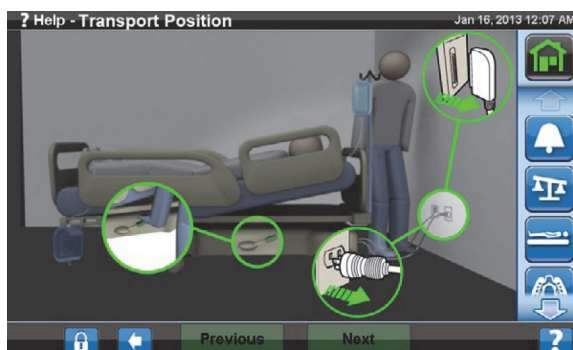 ? Help - Transport Position
Jan 16, 2013 12:07 AM
Previous
Next
?